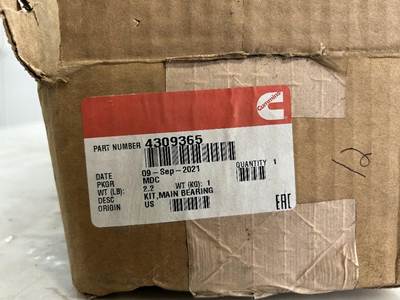 Cummins
PART NUMBER 4309365
DATE 09-Sep-2021 QUANTITY 1
PKGR MDC
WT (LB): 2.2 WT (KG): 1
DESC KIT,MAIN BEARING
ORIGIN US
EAC
12